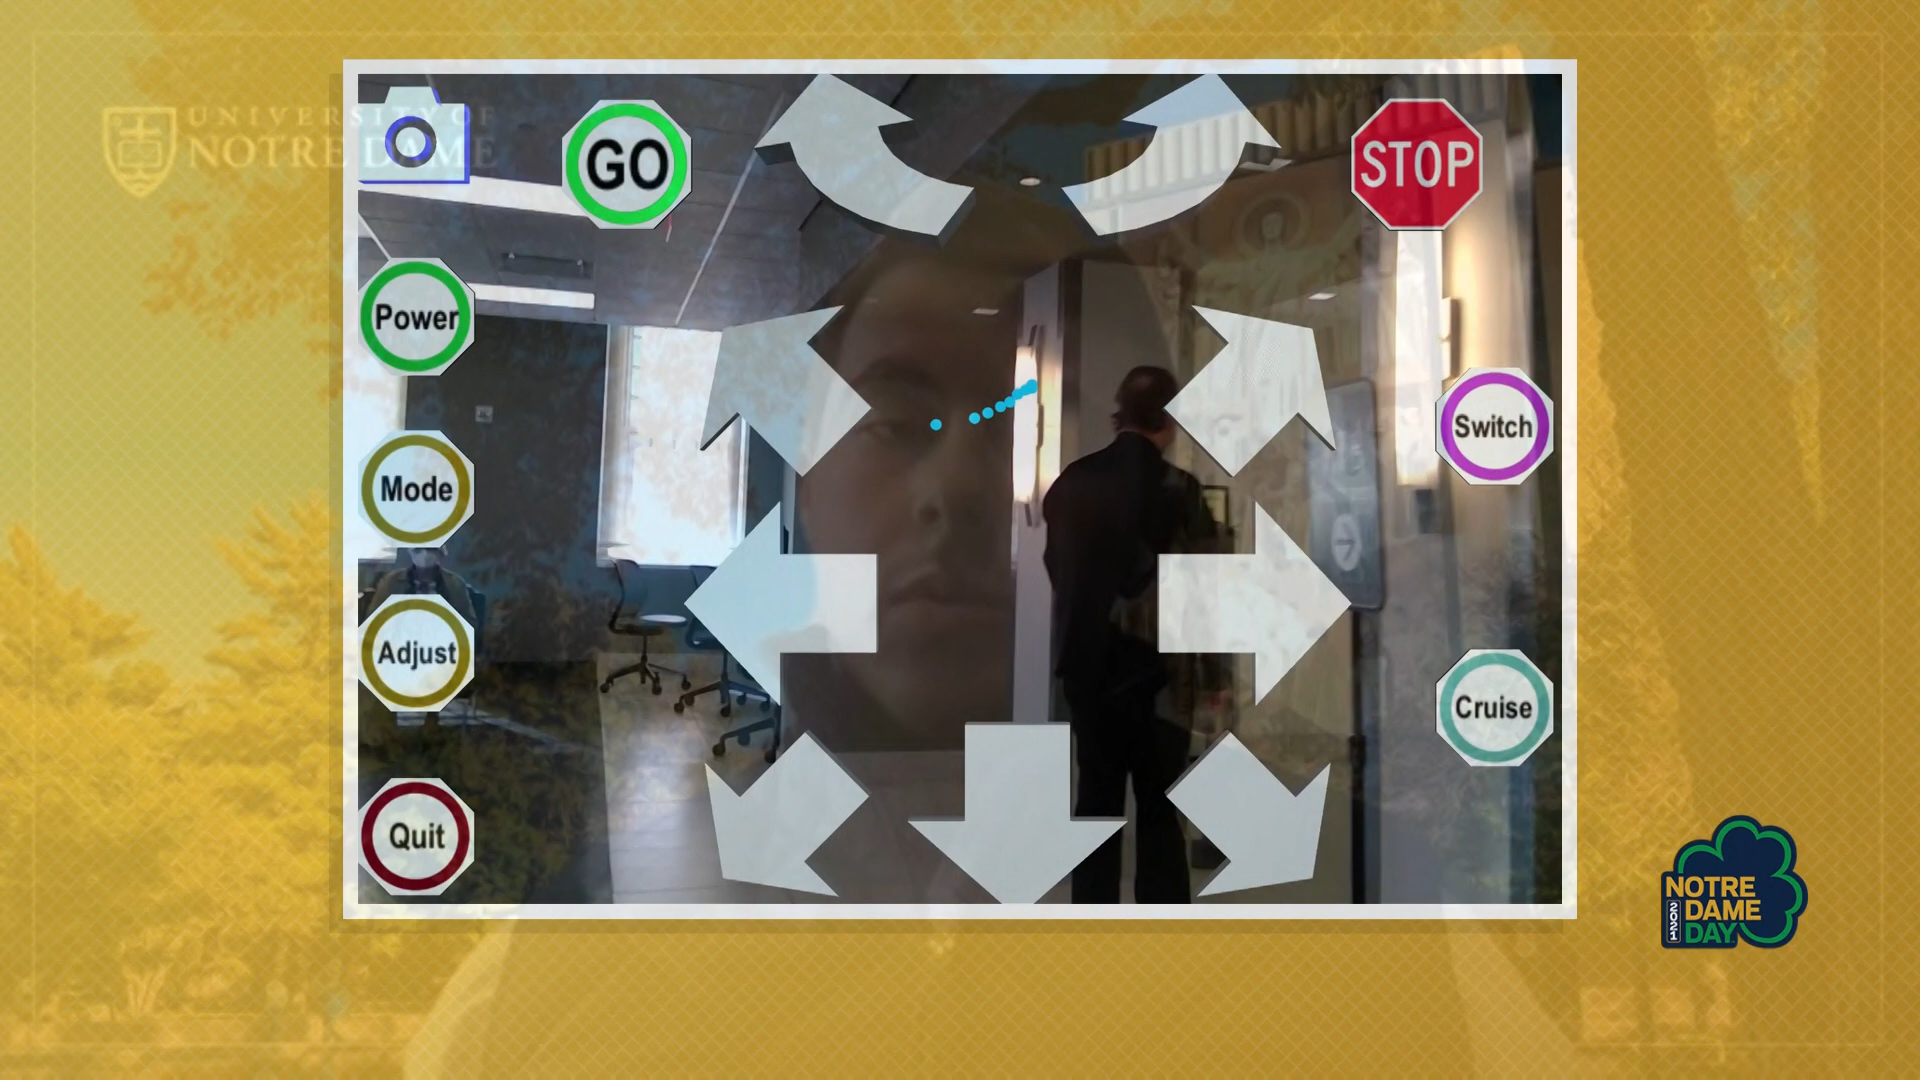 UNIVERSITY OF
NOTRE DAME
GO
STOP
Power
Switch
Mode
Adjust
Cruise
Quit
NOTRE
DAME
DAY
2021